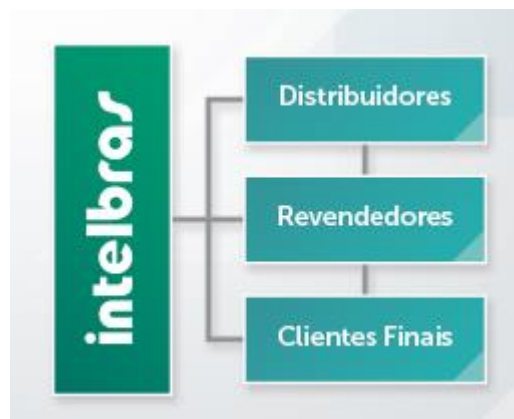 intelbras
Distribuidores
Revendedores
Clientes Finais